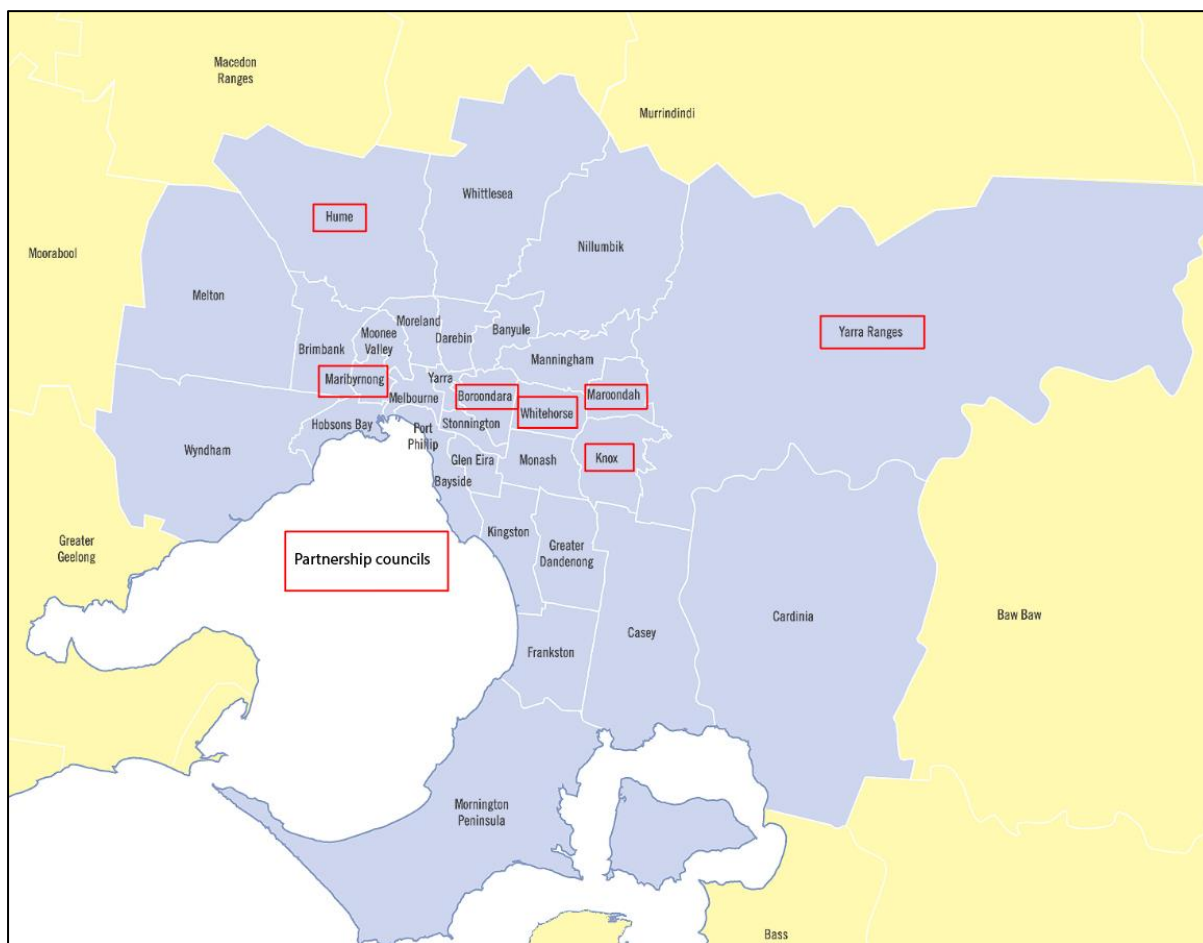 Macedon
Ranges
Murrindindi
Whittlesea
Hume
Nillumbik
Moorabool
Melton
Moreland
Banyule
Moonee
Valley
Darebin
Yarra Ranges
Brimbank
Manningham
Maribyrnong
Yarra
Boroondara
Maroondah
Melbourne
Whitehorse
Hobsons Bay
Port
Phillip
Stonnington
Wyndham
Glen Eira
Monash
Knox
Bayside
Kingston
Greater
Geelong
Greater
Dandenong
Partnership councils
Cardinia
Baw Baw
Casey
Frankston
Mornington
Peninsula
Bass